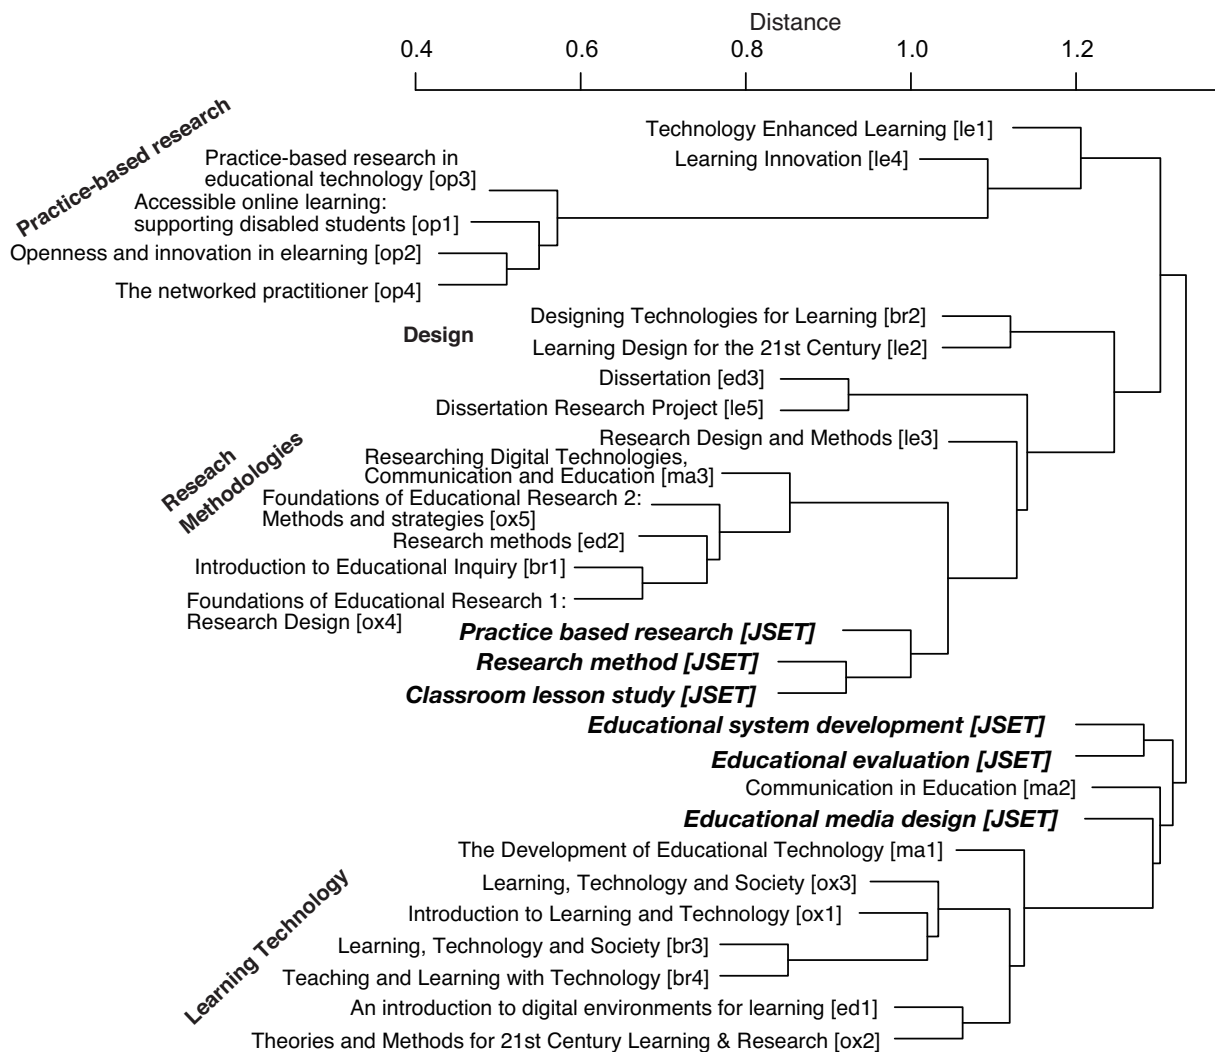 Distance
0.4 0.6 0.8 1.0 1.2
Practice-based research
Technology Enhanced Learning [le1]
Learning Innovation [le4]
Practice-based research in
educational technology [op3]
Accessible online learning:
supporting disabled students [op1]
Openness and innovation in elearning [op2]
The networked practitioner [op4]
Design
Designing Technologies for Learning [br2]
Learning Design for the 21st Century [le2]
Dissertation [ed3]
Dissertation Research Project [le5]
Reseach
Methodologies
Research Design and Methods [le3]
Researching Digital Technologies,
Communication and Education [ma3]
Foundations of Educational Research 2:
Methods and strategies [ox5]
Research methods [ed2]
Introduction to Educational Inquiry [br1]
Foundations of Educational Research 1:
Research Design [ox4]
Practice based research [JSET]
Research method [JSET]
Classroom lesson study [JSET]
Educational system development [JSET]
Educational evaluation [JSET]
Communication in Education [ma2]
Educational media design [JSET]
Learning Technology
The Development of Educational Technology [ma1]
Learning, Technology and Society [ox3]
Introduction to Learning and Technology [ox1]
Learning, Technology and Society [br3]
Teaching and Learning with Technology [br4]
An introduction to digital environments for learning [ed1]
Theories and Methods for 21st Century Learning & Research [ox2]